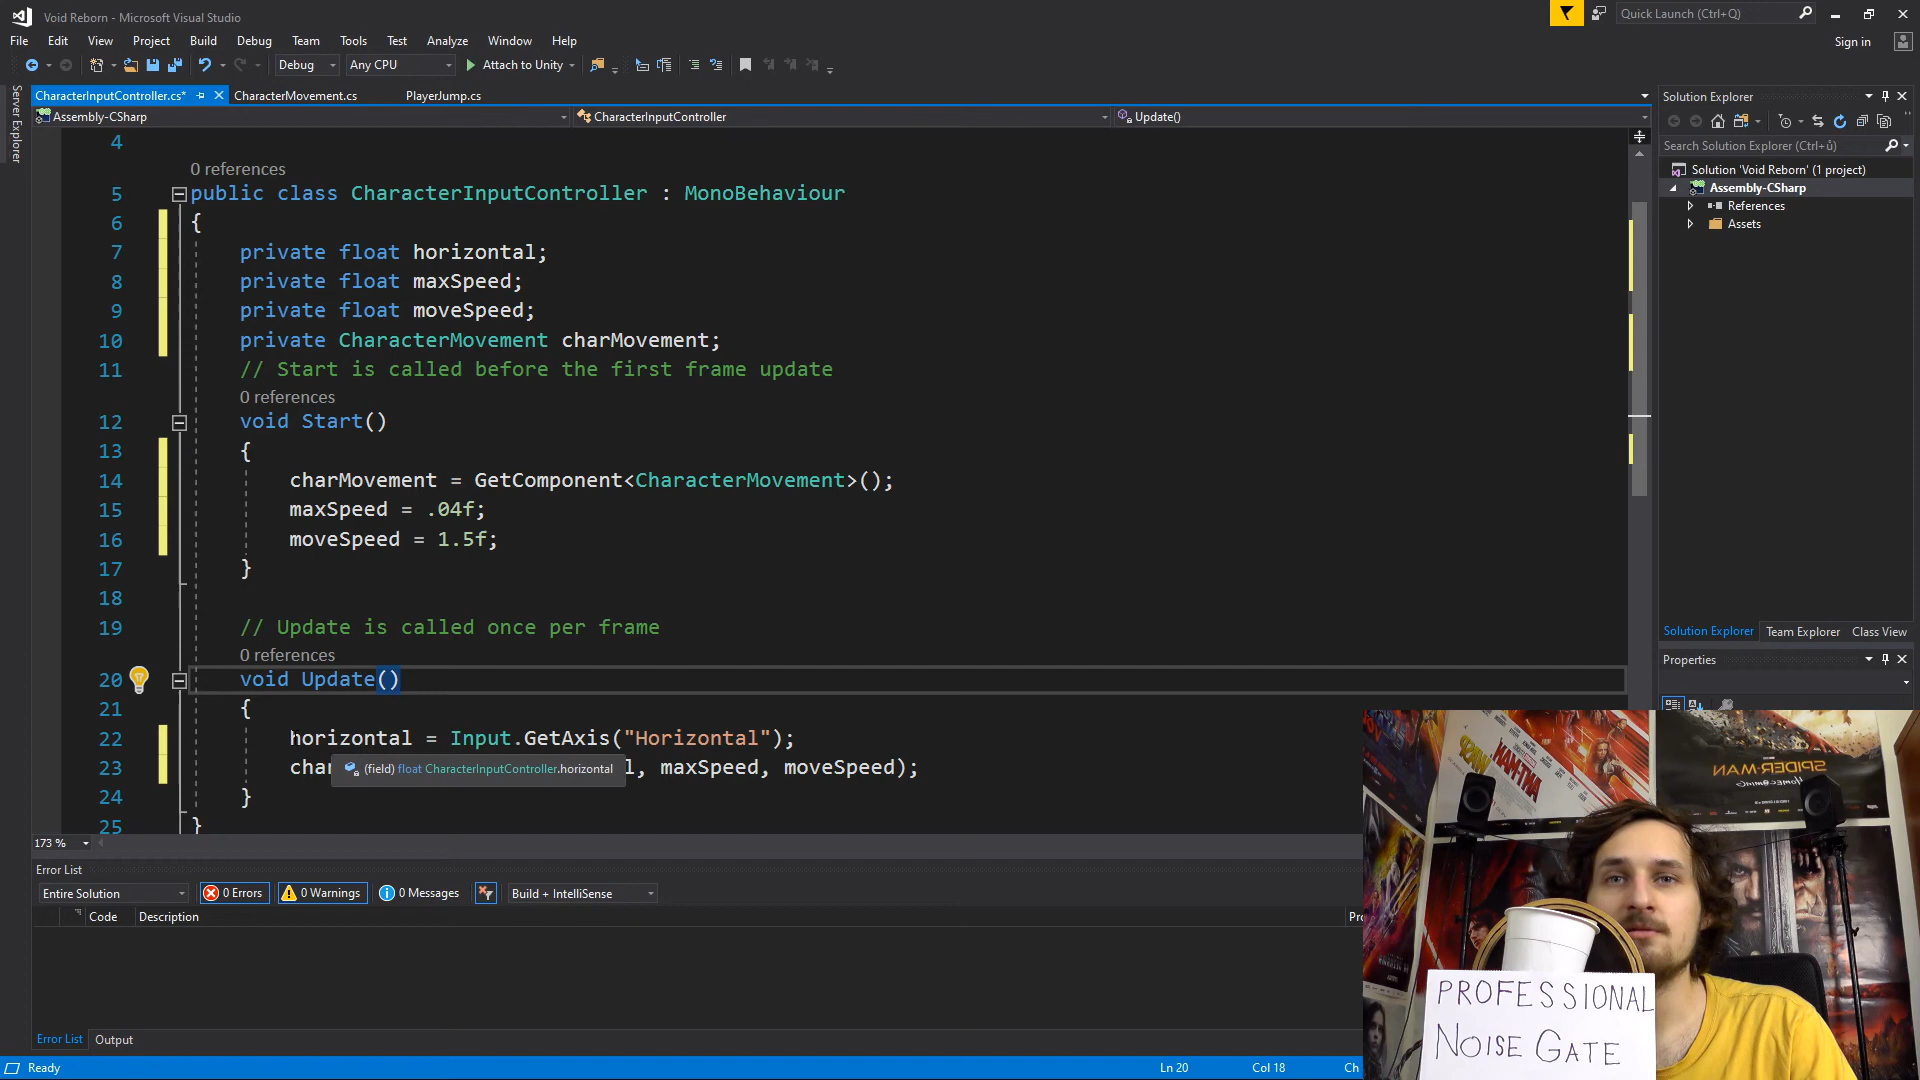 Void Reborn - Microsoft Visual Studio
Quick Launch (Ctrl+Q)
File Edit View Project Build Debug Team Tools Test Analyze Window Help
Sign in
Debug Any CPU Attach to Unity
Server Explorer
CharacterInputController.cs* CharacterMovement.cs PlayerJump.cs
Assembly-CSharp CharacterInputController Update()
4
0 references
5 public class CharacterInputController : MonoBehaviour
6 {
7 private float horizontal;
8 private float maxSpeed;
9 private float moveSpeed;
10 private CharacterMovement charMovement;
11 // Start is called before the first frame update
0 references
12 void Start()
13 {
14 charMovement = GetComponent<CharacterMovement>();
15 maxSpeed = .04f;
16 moveSpeed = 1.5f;
17 }
18
19 // Update is called once per frame
0 references
20 void Update()
21 {
22 horizontal = Input.GetAxis("Horizontal");
23 char l, maxSpeed, moveSpeed);
(field) float CharacterInputController.horizontal
24 }
25 }
173 %
Error List
Entire Solution 0 Errors 0 Warnings 0 Messages Build + IntelliSense
Code Description Pro
Error List Output
Ready Ln 20 Col 18 Ch
Solution Explorer
Search Solution Explorer (Ctrl+ů)
Solution 'Void Reborn' (1 project)
Assembly-CSharp
References
Assets
Solution Explorer Team Explorer Class View
Properties
SPIDER-MAN
HOMECOMING
ANT-MAN
PROFESSIONAL
NOISE GATE